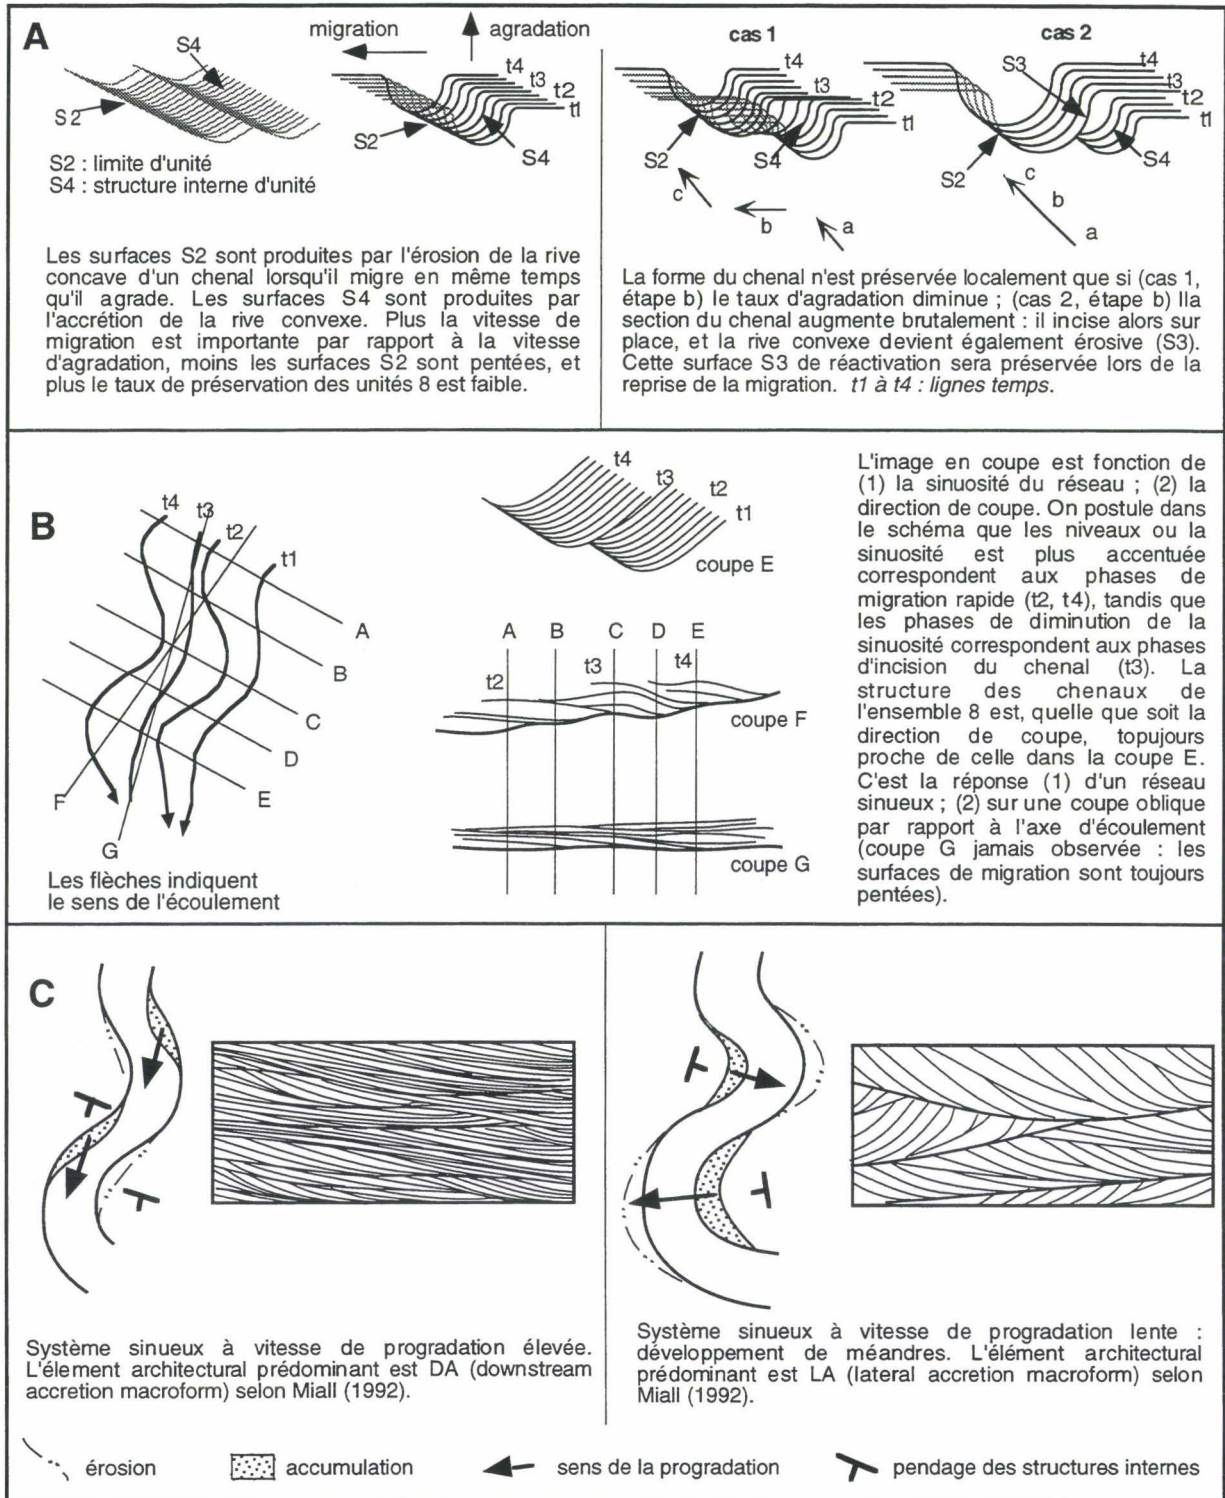 A
migration
agradation
S4
S2
t4
t3
t2
t1
S2
S4
S2 : limite d'unité
S4 : structure interne d'unité
Les surfaces S2 sont produites par l'érosion de la rive
concave d'un chenal lorsqu'il migre en même temps
qu'il agrade. Les surfaces S4 sont produites par
l'accrétion de la rive convexe. Plus la vitesse de
migration est importante par rapport à la vitesse
d'agradation, moins les surfaces S2 sont pentées, et
plus le taux de préservation des unités 8 est faible.
cas 1
t4
t3
t2
t1
S2
S4
c
b
a
cas 2
S3
t4
t3
t2
t1
S2
S4
c
b
a
La forme du chenal n'est préservée localement que si (cas 1,
étape b) le taux d'agradation diminue ; (cas 2, étape b) lla
section du chenal augmente brutalement : il incise alors sur
place, et la rive convexe devient également érosive (S3).
Cette surface S3 de réactivation sera préservée lors de la
reprise de la migration. t1 à t4 : lignes temps.
B
t4
t3
t2
t1
A
B
C
D
E
F
G
Les flèches indiquent
le sens de l'écoulement
t4
t3
t2
t1
coupe E
A B C D E
t2
t3
t4
coupe F
coupe G
L'image en coupe est fonction de
(1) la sinuosité du réseau ; (2) la
direction de coupe. On postule dans
le schéma que les niveaux ou la
sinuosité est plus accentuée
correspondent aux phases de
migration rapide (t2, t4), tandis que
les phases de diminution de la
sinuosité correspondent aux phases
d'incision du chenal (t3). La
structure des chenaux de
l'ensemble 8 est, quelle que soit la
direction de coupe, topujours
proche de celle dans la coupe E.
C'est la réponse (1) d'un réseau
sinueux ; (2) sur une coupe oblique
par rapport à l'axe d'écoulement
(coupe G jamais observée : les
surfaces de migration sont toujours
pentées).
C
Système sinueux à vitesse de progradation élevée.
L'élement architectural prédominant est DA (downstream
accretion macroform) selon Miall (1992).
Système sinueux à vitesse de progradation lente :
développement de méandres. L'élément architectural
prédominant est LA (lateral accretion macroform) selon
Miall (1992).
érosion
accumulation
sens de la progradation
pendage des structures internes